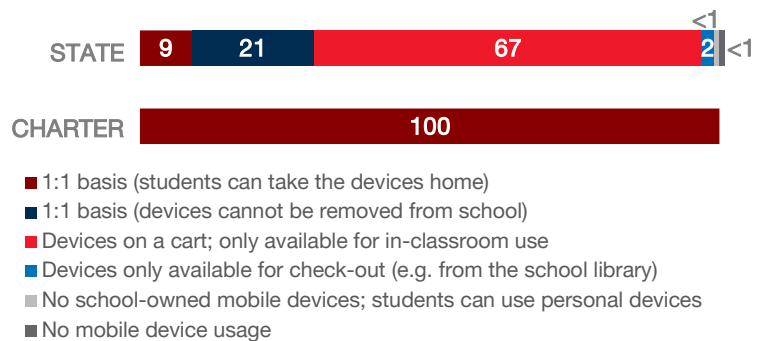 <1
STATE 9 21 67 2 <1
CHARTER 100
1:1 basis (students can take the devices home)
1:1 basis (devices cannot be removed from school)
Devices on a cart; only available for in-classroom use
Devices only available for check-out (e.g. from the school library)
No school-owned mobile devices; students can use personal devices
No mobile device usage